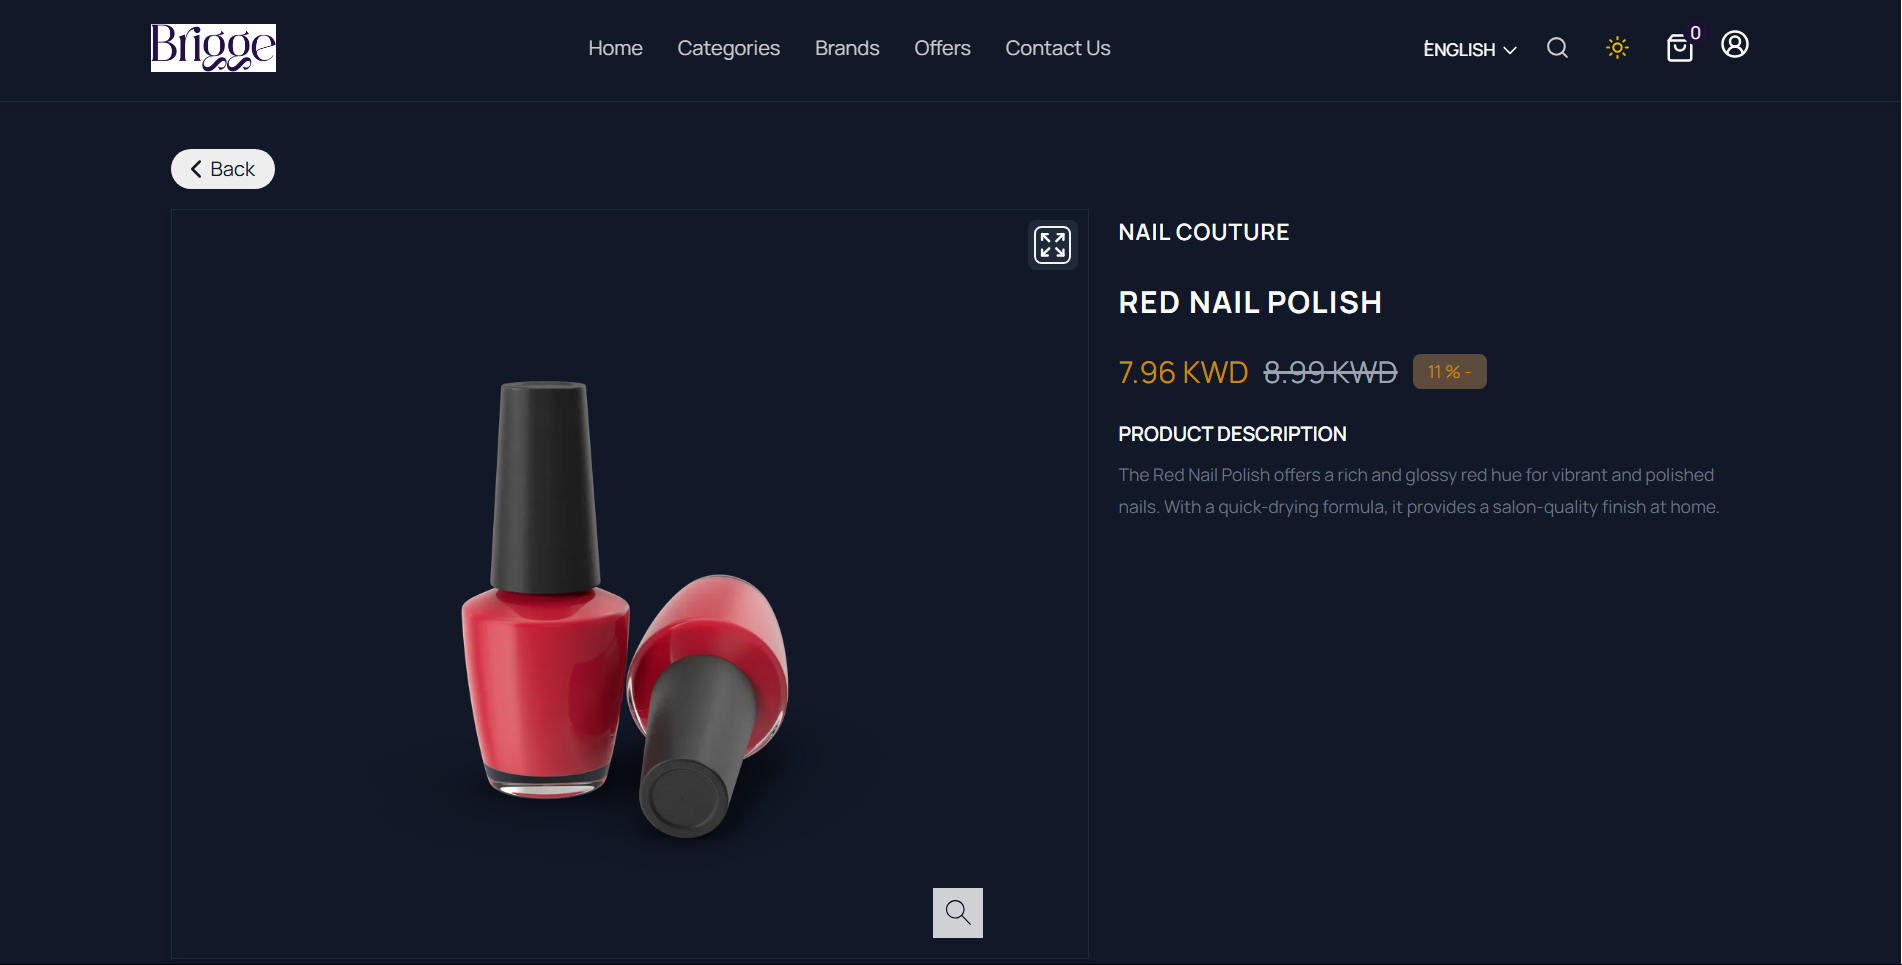 Brigge
Home Categories Brands Offers Contact Us
ENGLISH
0
Back
NAIL COUTURE
RED NAIL POLISH
7.96 KWD 8.99 KWD 11 % -
PRODUCT DESCRIPTION
The Red Nail Polish offers a rich and glossy red hue for vibrant and polished
nails. With a quick-drying formula, it provides a salon-quality finish at home.